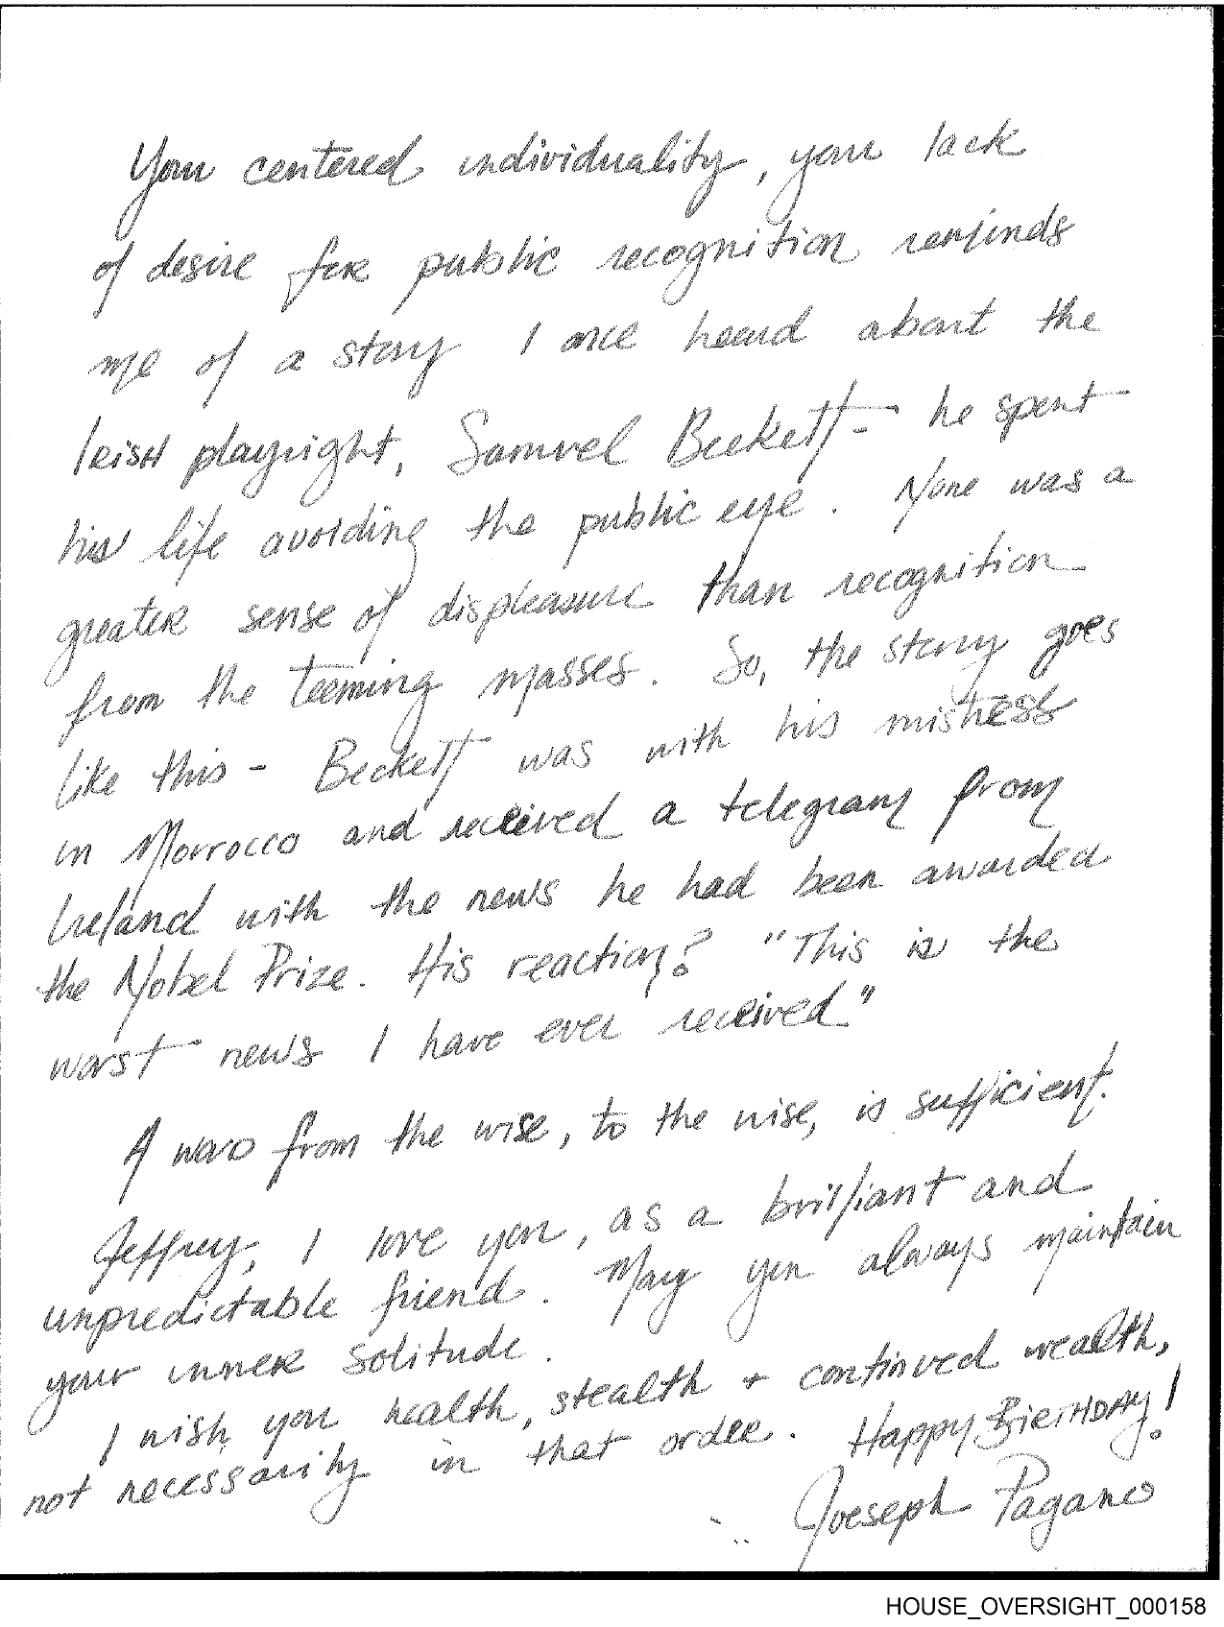 Your centered individuality, your lack
of desire for public recognition reminds
me of a story I once heard about the
Irish playright, Samuel Beckett - he spent
his life avoiding the public eye. None was a
greater sense of displeasure than recognition
from the teeming masses. So, the story goes
like this - Beckett was with his mistress
in Morrocco and received a telegram from
Ireland with the news he had been awarded
the Nobel Prize. His reaction? "This is the
worst news I have ever received"
A word from the wise, to the wise, is sufficient.
Jeffrey, I love you, as a brilliant and
unpredictable friend. May you always maintain
your inner solitude.
I wish you health, stealth + continued wealth,
not necessarily in that order. Happy Birthday!
Joeseph Pagano
HOUSE_OVERSIGHT_000158